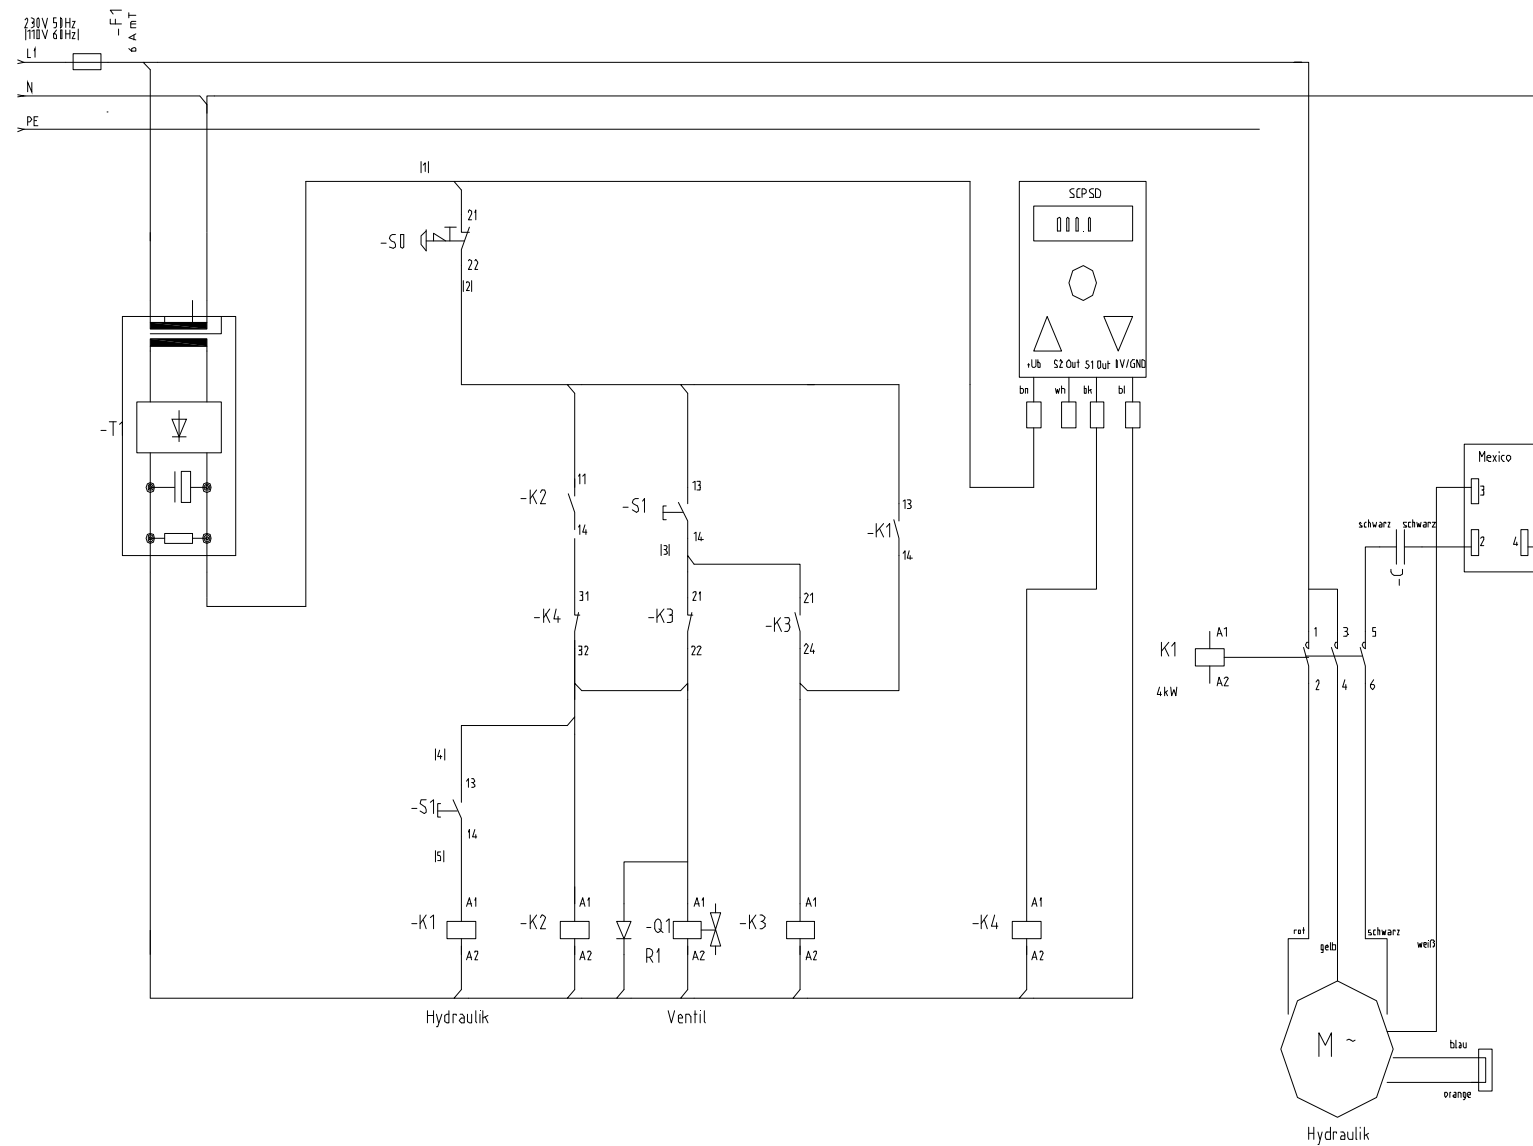 230V 50Hz
|110V 60Hz|
-F1
6 AmT
L1
N
PE
|1|
21
-S0
22
|2|
SCPSD
000.0
+Ub S2 Out S1 Out 0V/GND
bn wh bk bl
-T1
11
-K2
14
13
-S1
14
|3|
13
-K1
14
31
-K4
32
21
-K3
22
21
-K3
24
|4|
13
-S1
14
|5|
A1
-K1
A2
A1
-K2
A2
R1
A1
-Q1
A2
A1
-K3
A2
A1
-K4
A2
Hydraulik
Ventil
Mexico
3
2
4
schwarz schwarz
K1
A1
A2
4kW
1 3 5
2 4 6
rot
gelb
schwarz
weiß
M ~
blau
orange
Hydraulik